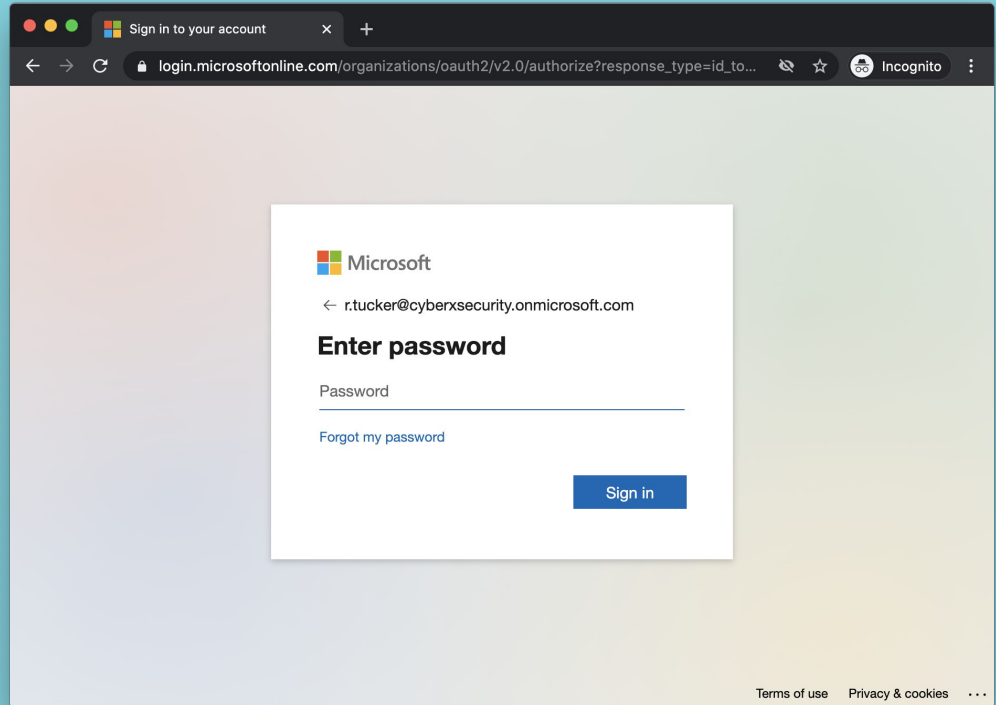 Sign in to your account
login.microsoftonline.com/organizations/oauth2/v2.0/authorize?response_type=id_to...
Incognito
Microsoft
← r.tucker@cyberxsecurity.onmicrosoft.com
Enter password
Password
Forgot my password
Sign in
Terms of use Privacy & cookies ...